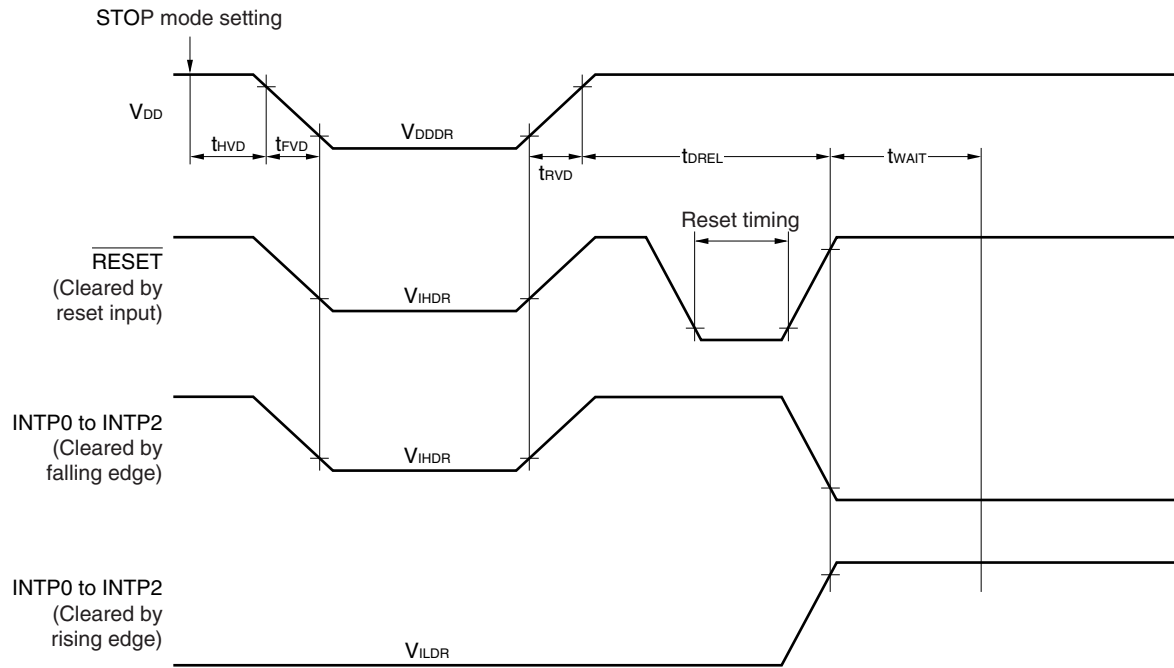 STOP mode setting
VDD
VDDDR
tHVD
tFVD
tRVD
tDREL
tWAIT
Reset timing
RESET
(Cleared by
reset input)
VIHDR
INTP0 to INTP2
(Cleared by
falling edge)
VIHDR
INTP0 to INTP2
(Cleared by
rising edge)
VILDR